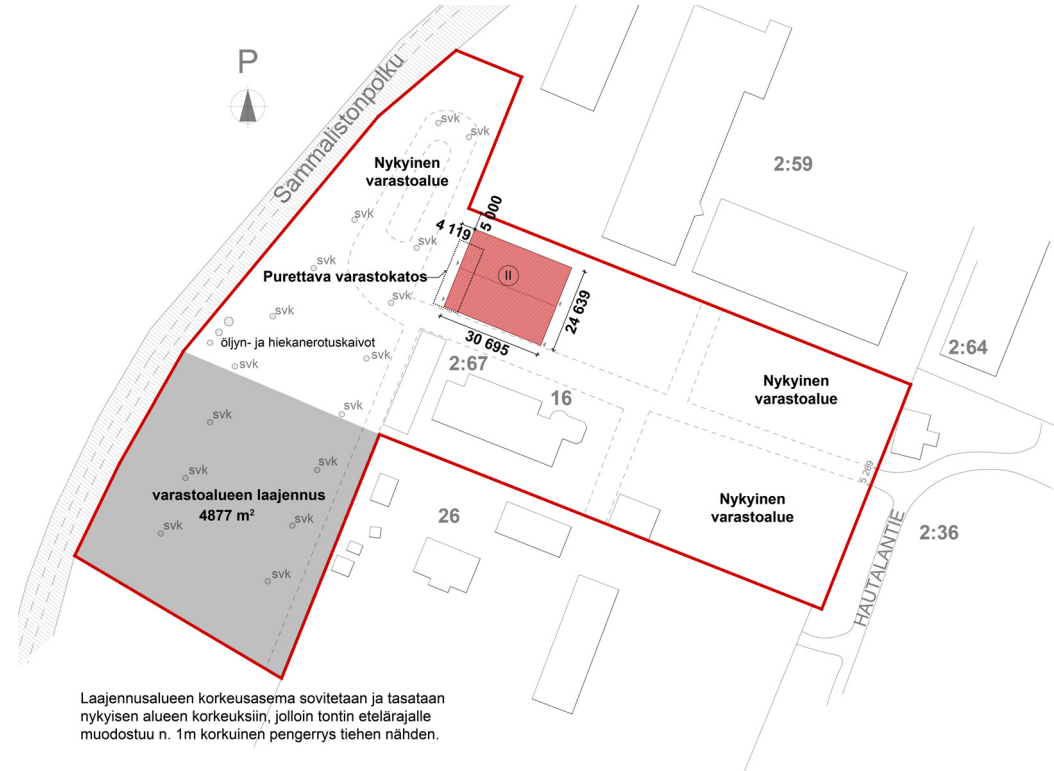 P
Sammalistonpolku
svk
svk
Nykyinen
varastoalue
2:59
svk
4 119
5 000
svk
svk
Purettava varastokatos
II
svk
24 639
svk
30 695
öljyn- ja hiekanerotuskaivot
svk
svk
2:67
2:64
16
Nykyinen
varastoalue
svk
svk
svk
svk
5 289
varastoalueen laajennus
4877 m²
Nykyinen
varastoalue
svk
svk
26
2:36
HAUTALANTIE
svk
Laajennusalueen korkeusasema sovitetaan ja tasataan
nykyisen alueen korkeuksiin, jolloin tontin etelärajalle
muodostuu n. 1m korkuinen pengerrys tiehen nähden.